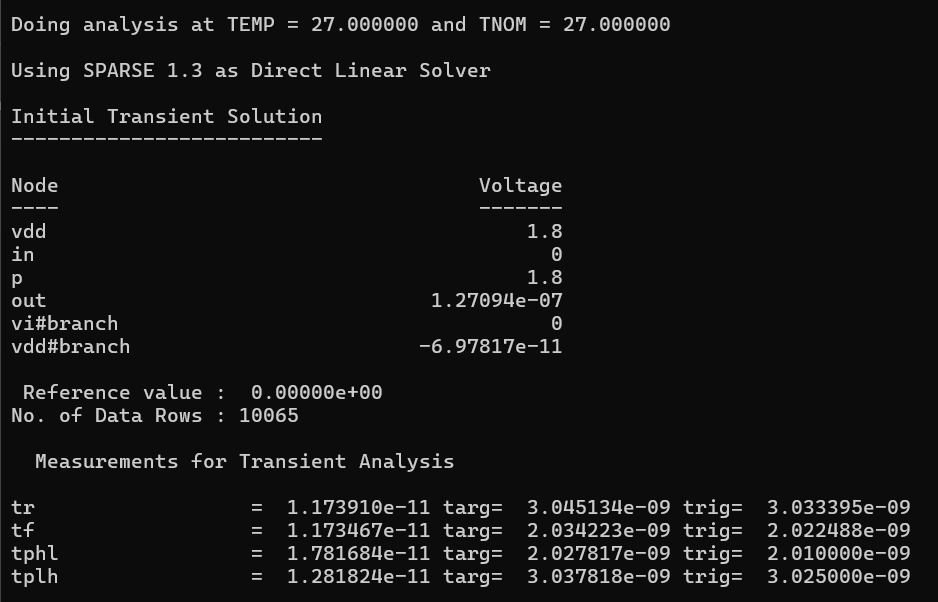 Doing analysis at TEMP = 27.000000 and TNOM = 27.000000
Using SPARSE 1.3 as Direct Linear Solver
Initial Transient Solution
--------------------------
Node                                   Voltage
----                                   -------
vdd                                        1.8
in                                           0
p                                          1.8
out                                1.27094e-07
vi#branch                                    0
vdd#branch                        -6.97817e-11
 Reference value :  0.00000e+00
No. of Data Rows : 10065
  Measurements for Transient Analysis
tr                  =  1.173910e-11 targ=  3.045134e-09 trig=  3.033395e-09
tf                  =  1.173467e-11 targ=  2.034223e-09 trig=  2.022488e-09
tphl                =  1.781684e-11 targ=  2.027817e-09 trig=  2.010000e-09
tplh                =  1.281824e-11 targ=  3.037818e-09 trig=  3.025000e-09